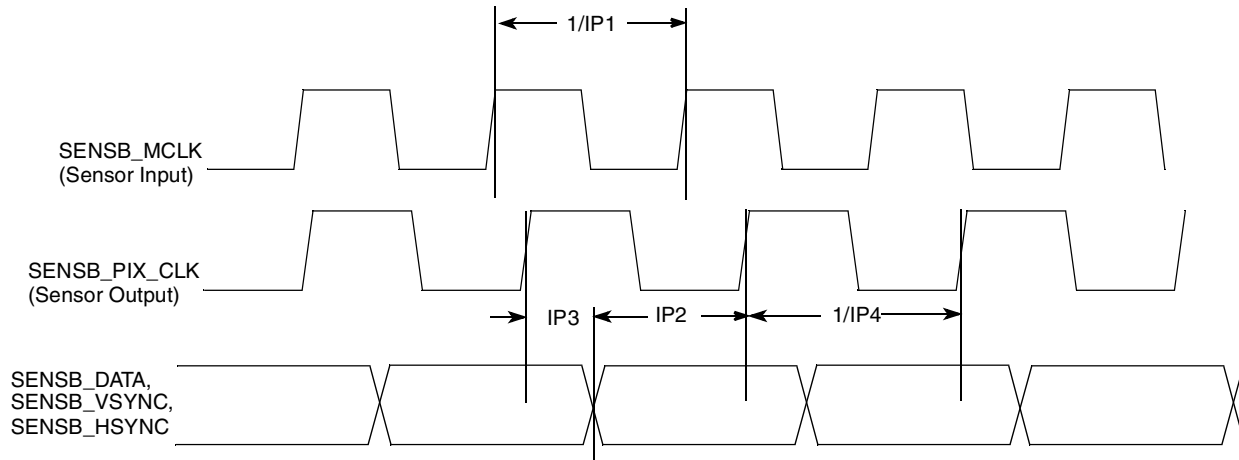 1/IP1
SENSB_MCLK
(Sensor Input)
SENSB_PIX_CLK
(Sensor Output)
IP3
IP2
1/IP4
SENSB_DATA,
SENSB_VSYNC,
SENSB_HSYNC